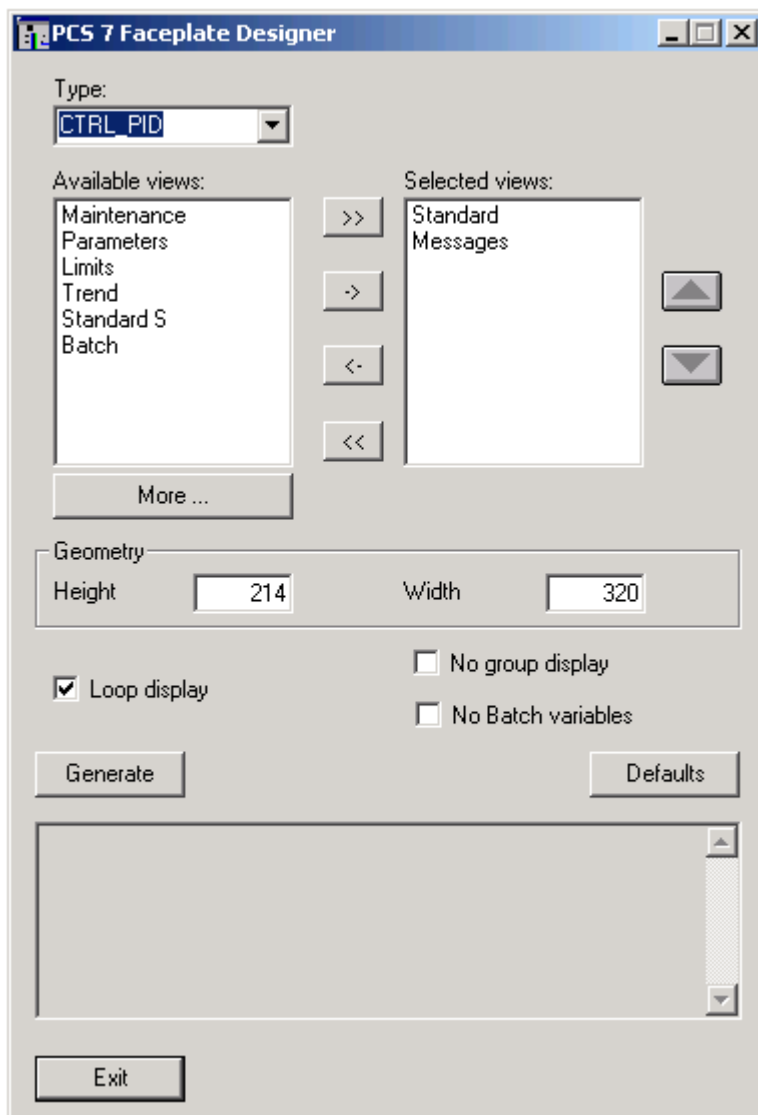 PCS 7 Faceplate Designer
Type:
CTRL_PID
Available views:
Selected views:
Maintenance
Parameters
Limits
Trend
Standard S
Batch
>>
->
<-
<<
Standard
Messages
More ...
Geometry
Height 214 Width 320
Loop display
No group display
No Batch variables
Generate
Defaults
Exit